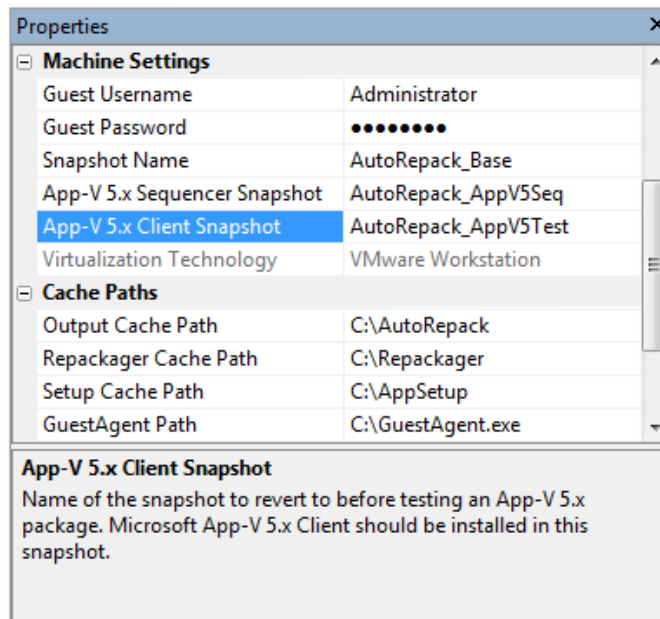 Properties
Machine Settings
Guest Username Administrator
Guest Password ●●●●●●●●
Snapshot Name AutoRepack_Base
App-V 5.x Sequencer Snapshot AutoRepack_AppV5Seq
App-V 5.x Client Snapshot AutoRepack_AppV5Test
Virtualization Technology VMware Workstation
Cache Paths
Output Cache Path C:\AutoRepack
Repackager Cache Path C:\Repackager
Setup Cache Path C:\AppSetup
GuestAgent Path C:\GuestAgent.exe
App-V 5.x Client Snapshot
Name of the snapshot to revert to before testing an App-V 5.x
package. Microsoft App-V 5.x Client should be installed in this
snapshot.